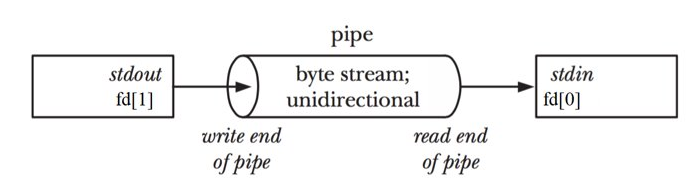 pipe
stdout
fd[1]
byte stream;
unidirectional
stdin
fd[0]
write end
of pipe
read end
of pipe